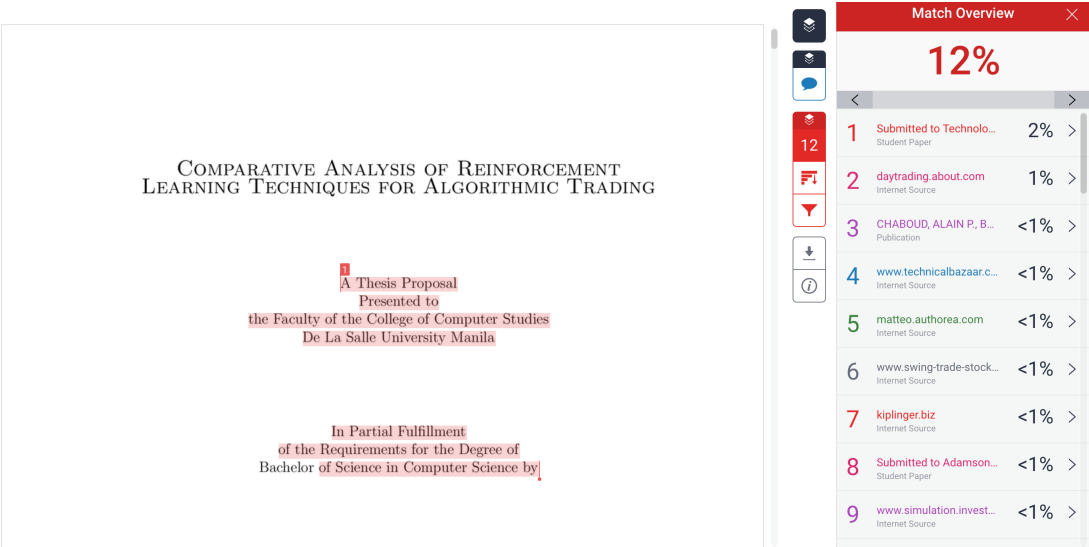 Match Overview
12%
COMPARATIVE ANALYSIS OF REINFORCEMENT
LEARNING TECHNIQUES FOR ALGORITHMIC TRADING
1
A Thesis Proposal
Presented to
the Faculty of the College of Computer Studies
De La Salle University Manila
In Partial Fulfillment
of the Requirements for the Degree of
Bachelor of Science in Computer Science by
12
1 Submitted to Technolo... 2%
Student Paper
2 daytrading.about.com 1%
Internet Source
3 CHABOUD, ALAIN P., B... <1%
Publication
4 www.technicalbazaar.c... <1%
Internet Source
5 matteo.authorea.com <1%
Internet Source
6 www.swing-trade-stock... <1%
Internet Source
7 kiplinger.biz <1%
Internet Source
8 Submitted to Adamson... <1%
Student Paper
9 www.simulation.invest... <1%
Internet Source